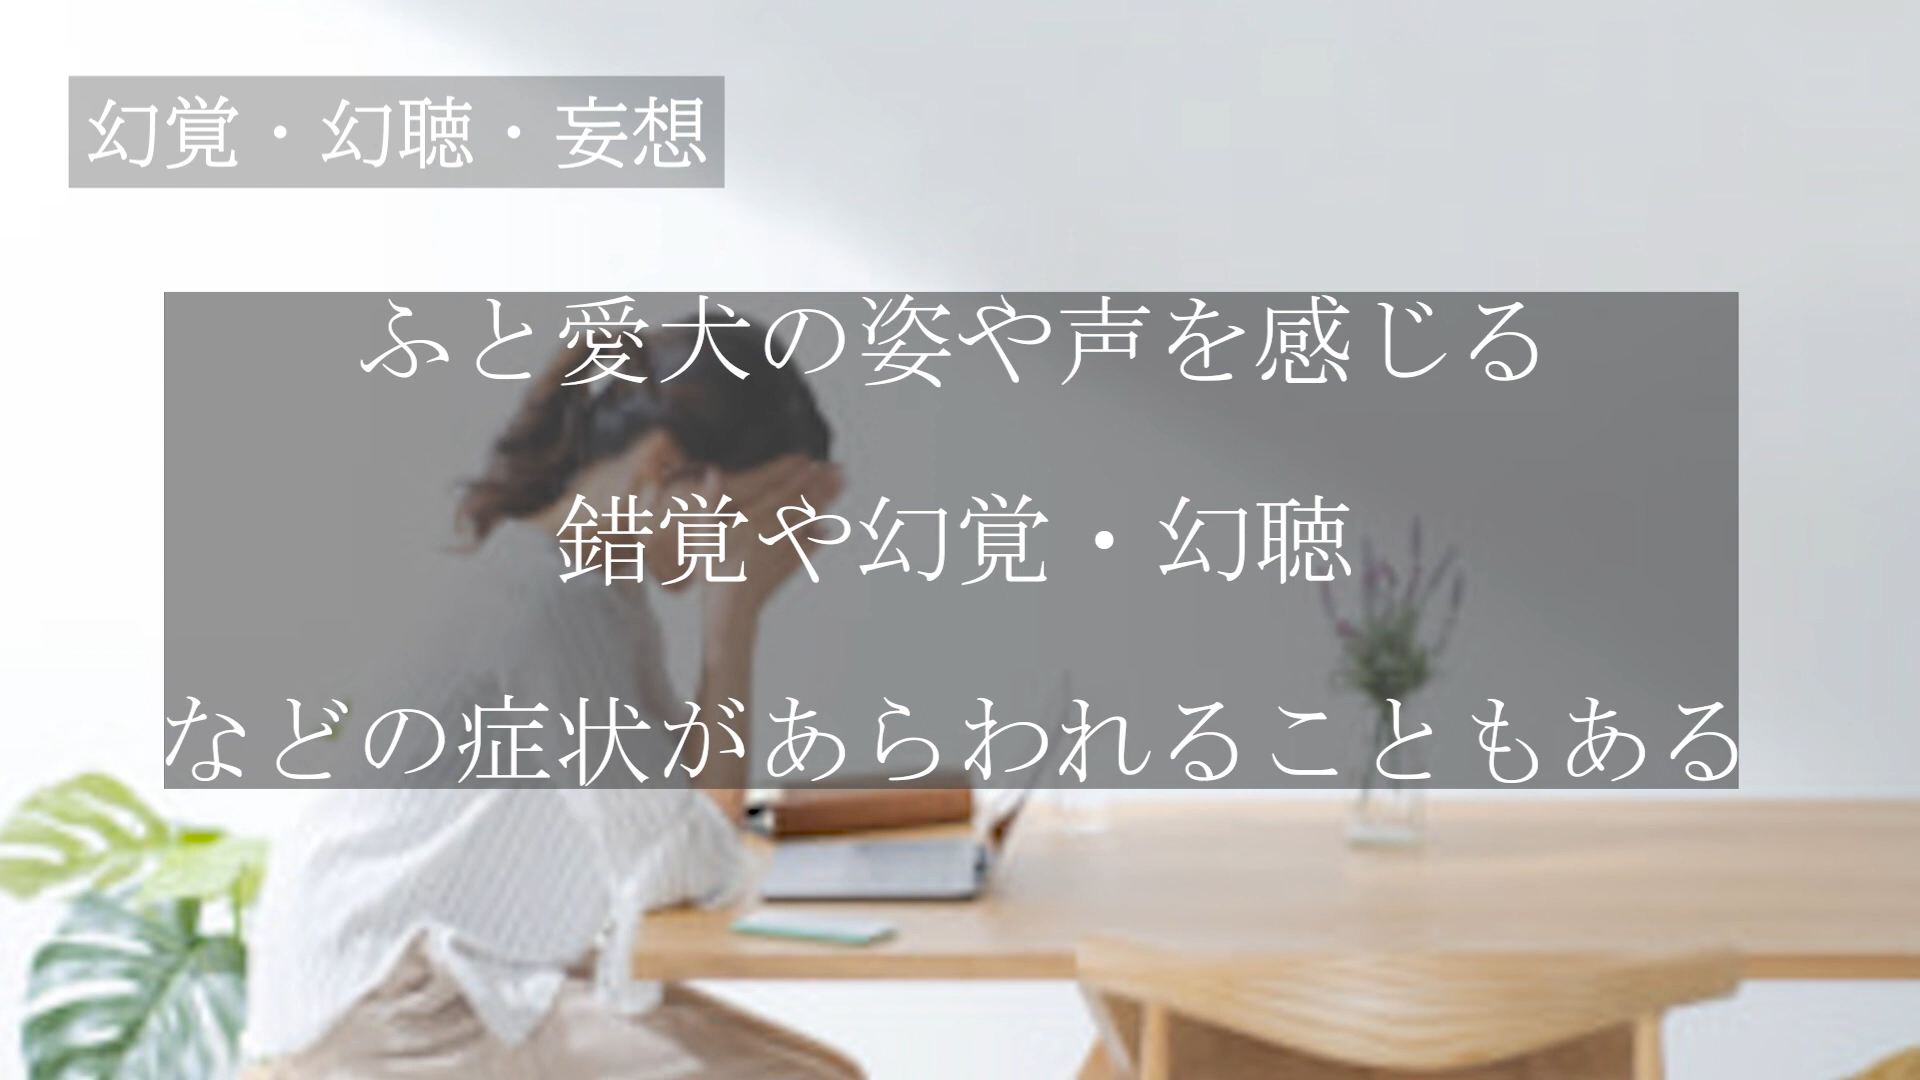 幻覚・幻聴・妄想
ふと愛犬の姿や声を感じる
錯覚や幻覚・幻聴
などの症状があらわれることもある